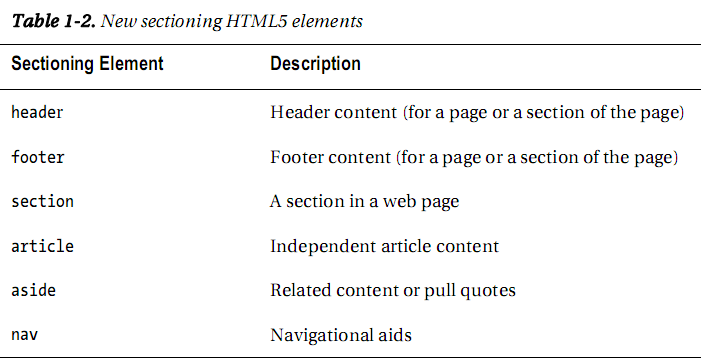 Table 1-2. New sectioning HTML5 elements
Sectioning Element Description
header Header content (for a page or a section of the page)
footer Footer content (for a page or a section of the page)
section A section in a web page
article Independent article content
aside Related content or pull quotes
nav Navigational aids